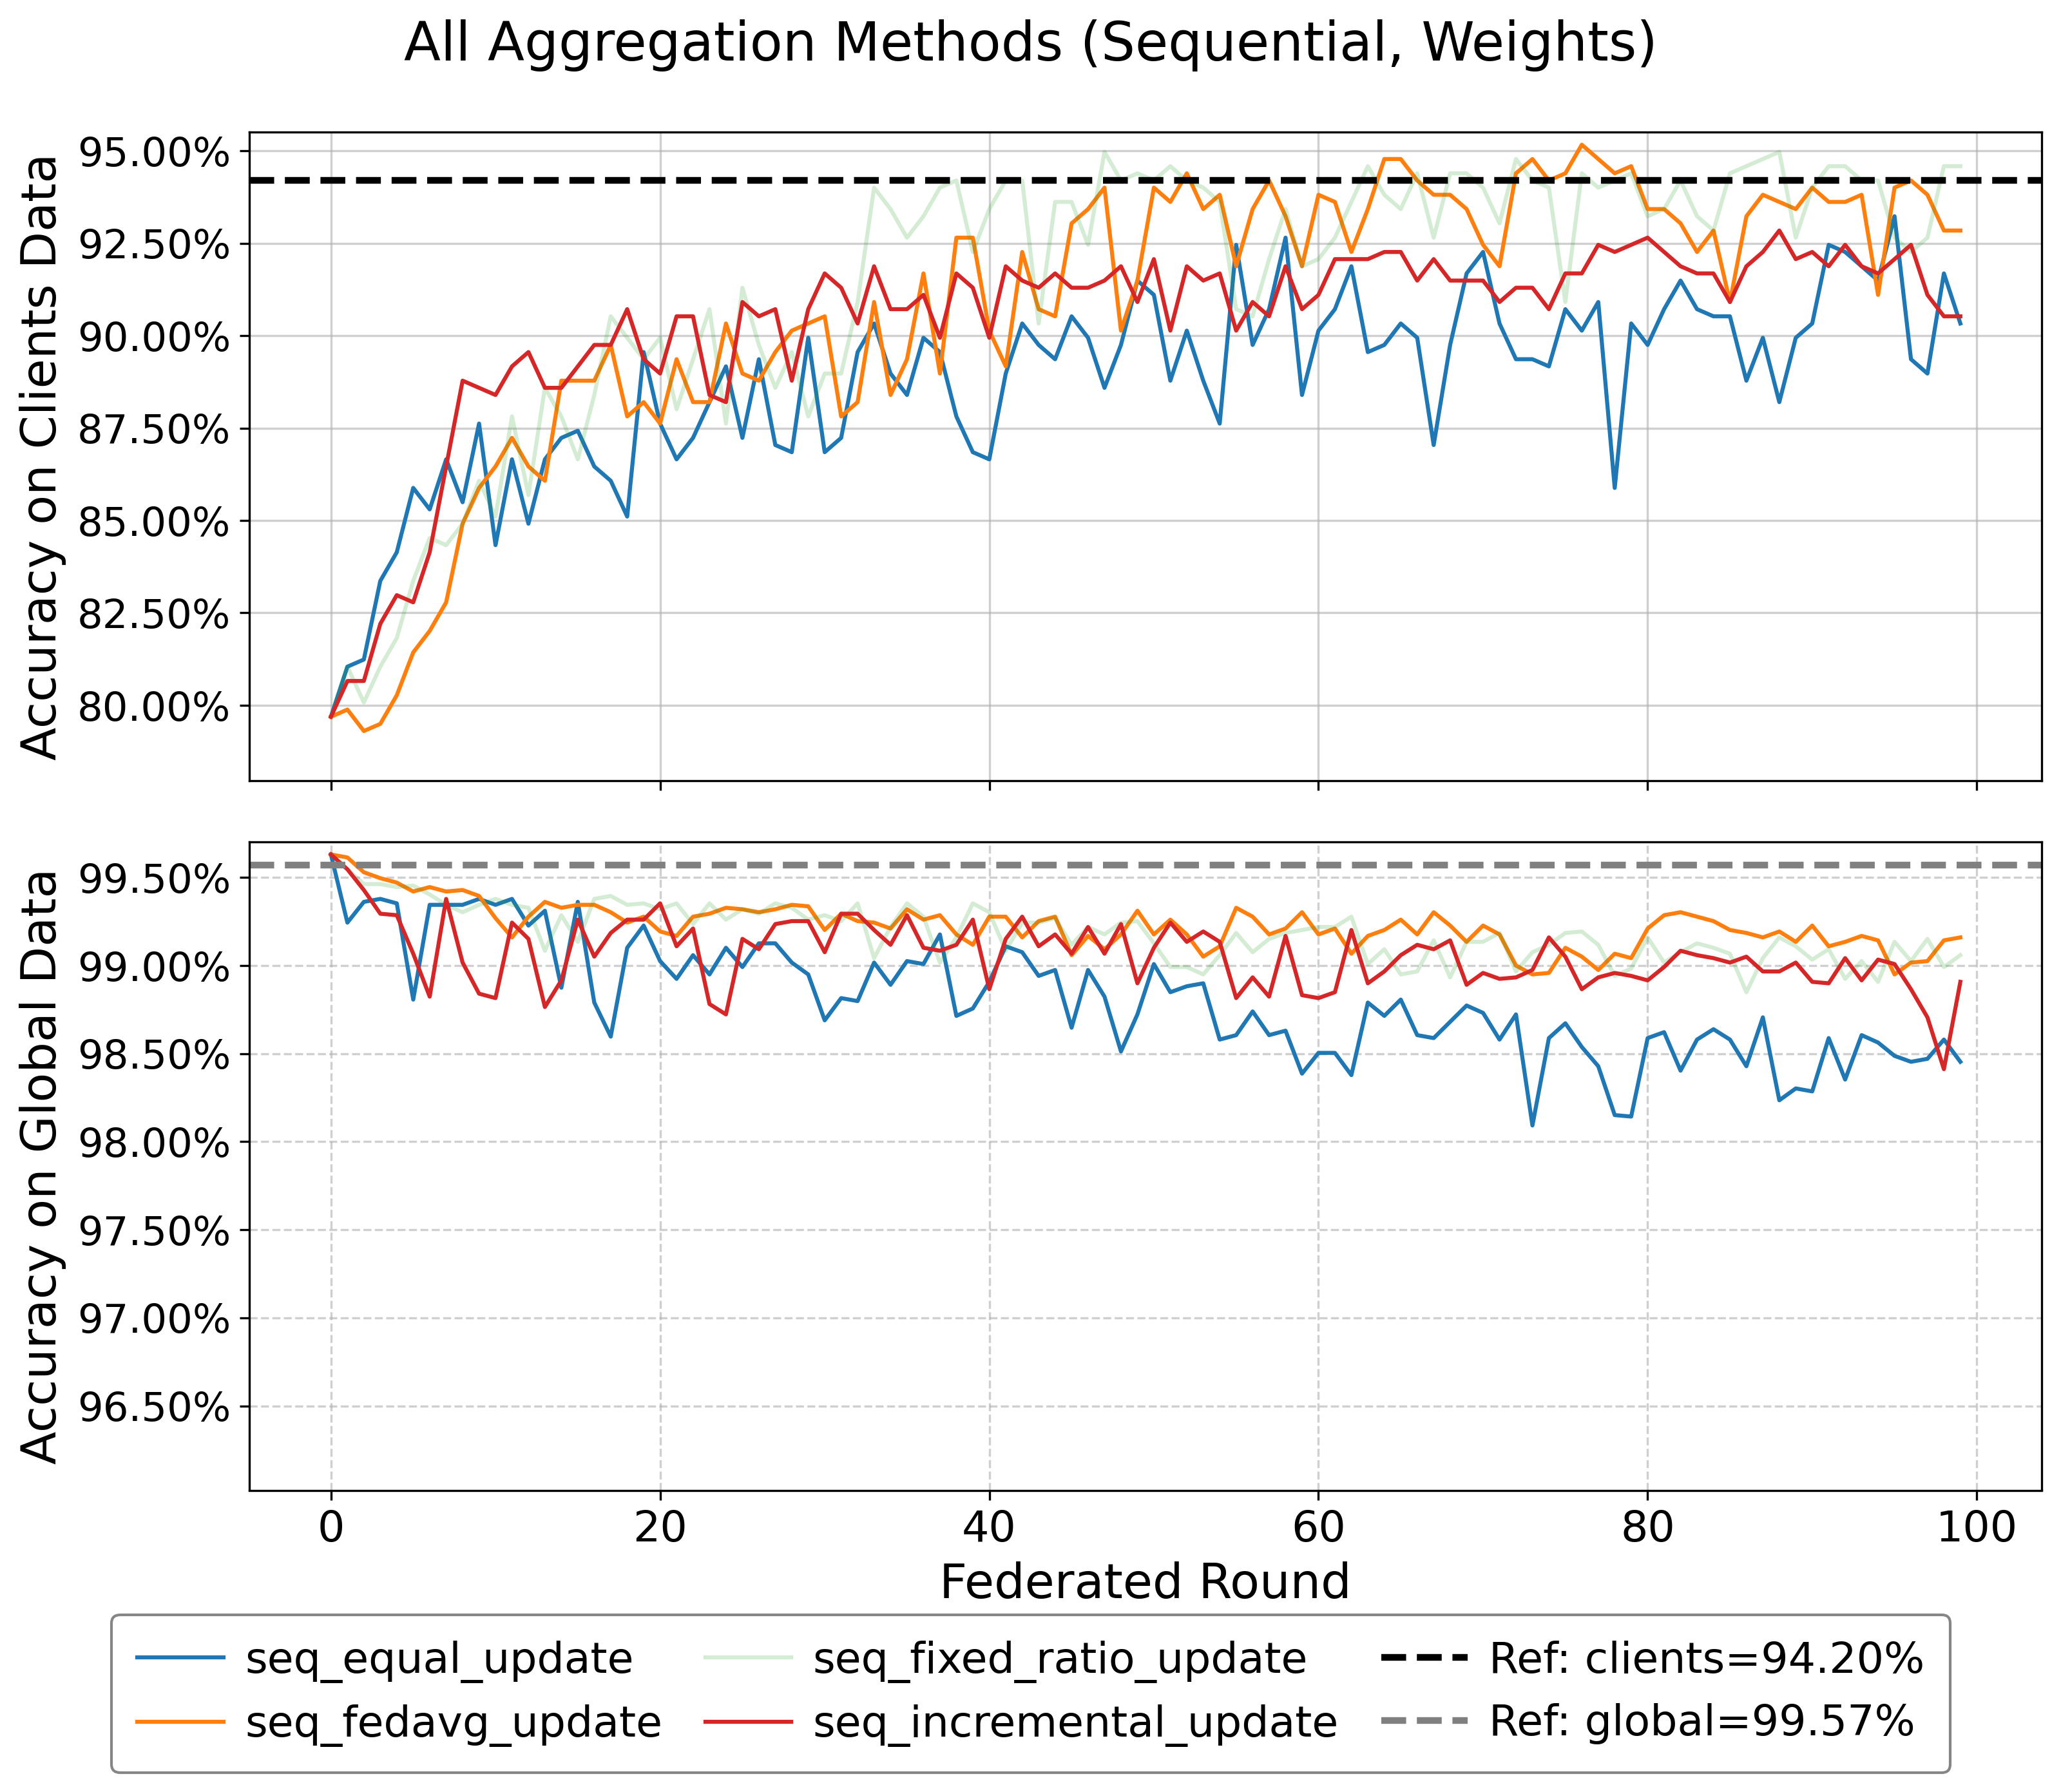 All Aggregation Methods (Sequential, Weights)
Accuracy on Clients Data
95.00%
92.50%
90.00%
87.50%
85.00%
82.50%
80.00%
Accuracy on Global Data
99.50%
99.00%
98.50%
98.00%
97.50%
97.00%
96.50%
0 20 40 60 80 100
Federated Round
seq_equal_update seq_fixed_ratio_update Ref: clients=94.20%
seq_fedavg_update seq_incremental_update Ref: global=99.57%